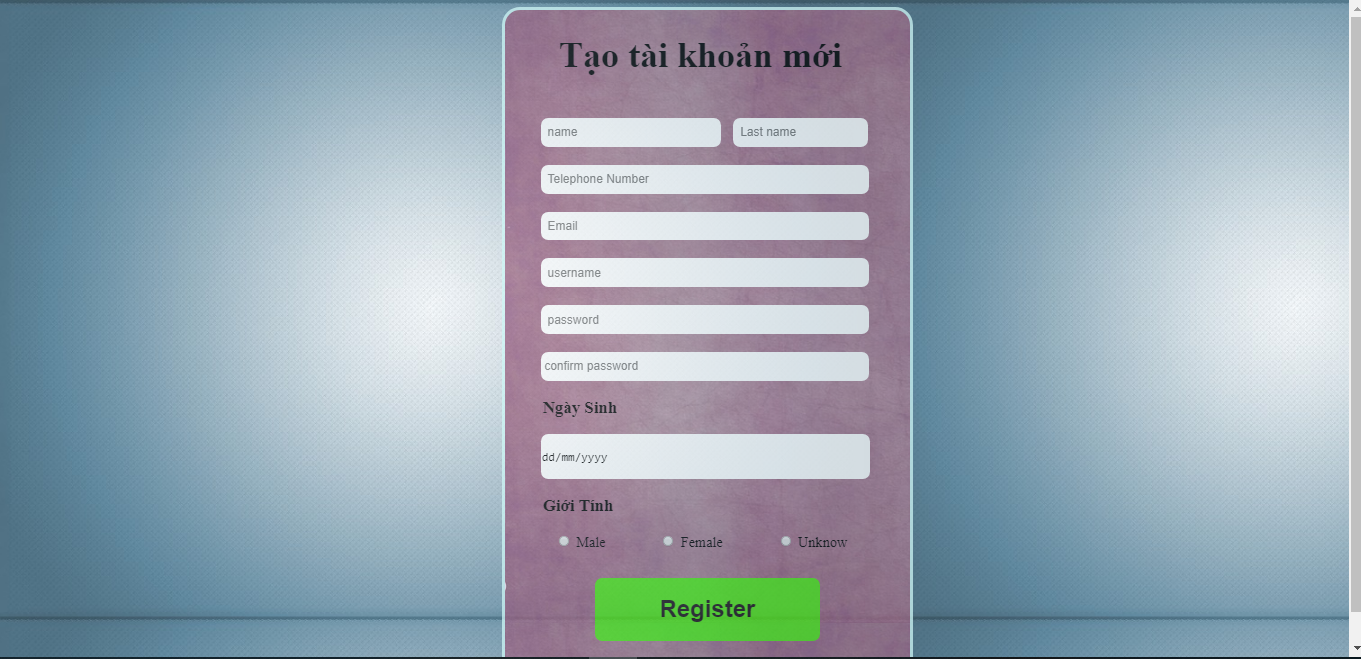 Tạo tài khoản mới
name Last name
Telephone Number
Email
username
password
confirm password
Ngày Sinh
dd/mm/yyyy
Giới Tính
Male Female Unknow
Register